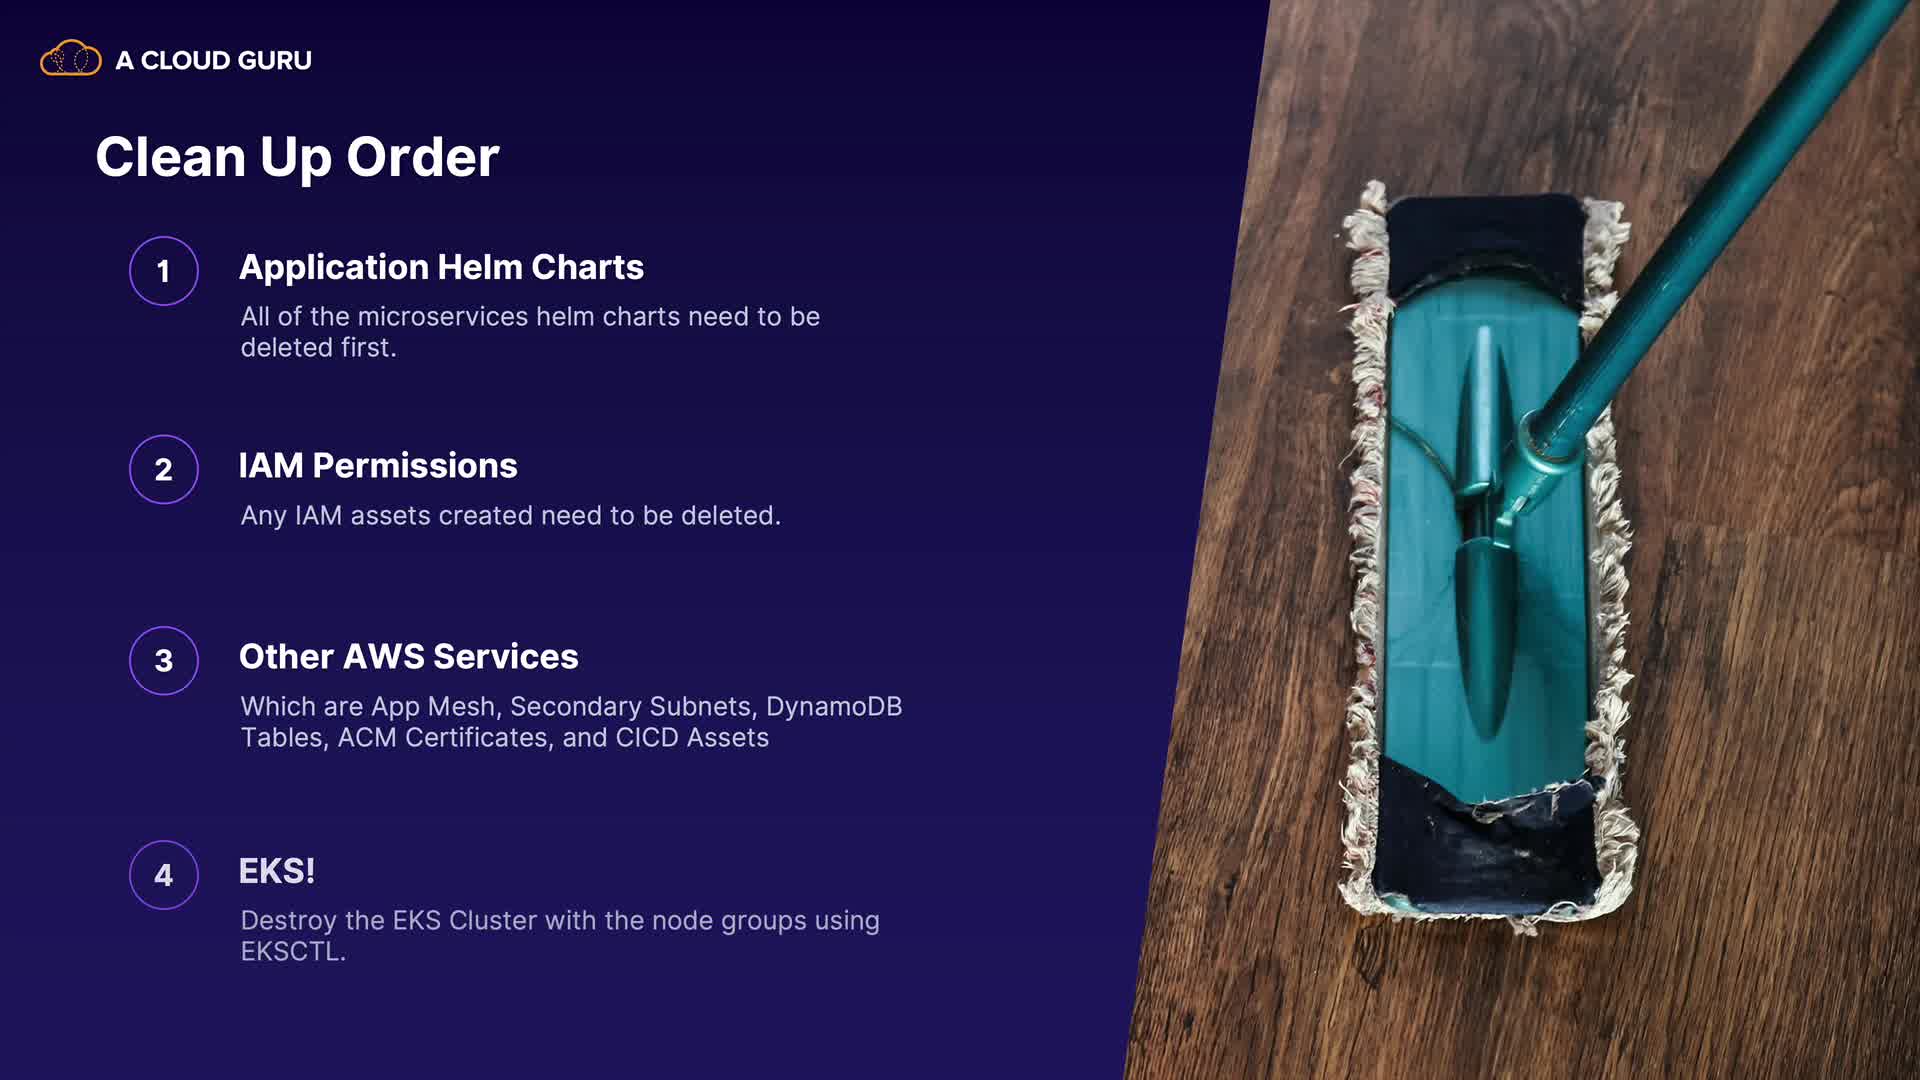 A CLOUD GURU
Clean Up Order
1
Application Helm Charts
All of the microservices helm charts need to be
deleted first.
2
IAM Permissions
Any IAM assets created need to be deleted.
3
Other AWS Services
Which are App Mesh, Secondary Subnets, DynamoDB
Tables, ACM Certificates, and CICD Assets
4
EKS!
Destroy the EKS Cluster with the node groups using
EKSCTL.